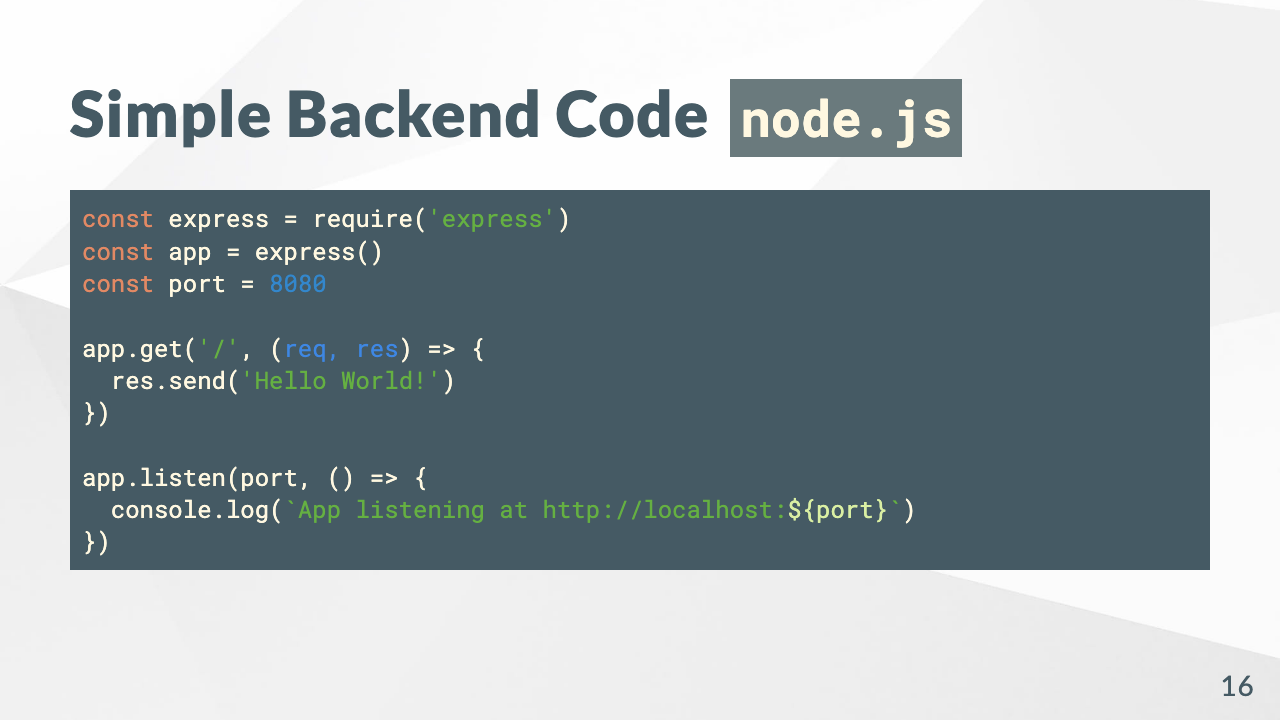 Simple Backend Code node.js
const express = require('express')
const app = express()
const port = 8080
app.get('/', (req, res) => {
  res.send('Hello World!')
})
app.listen(port, () => {
  console.log(`App listening at http://localhost:${port}`)
})
16